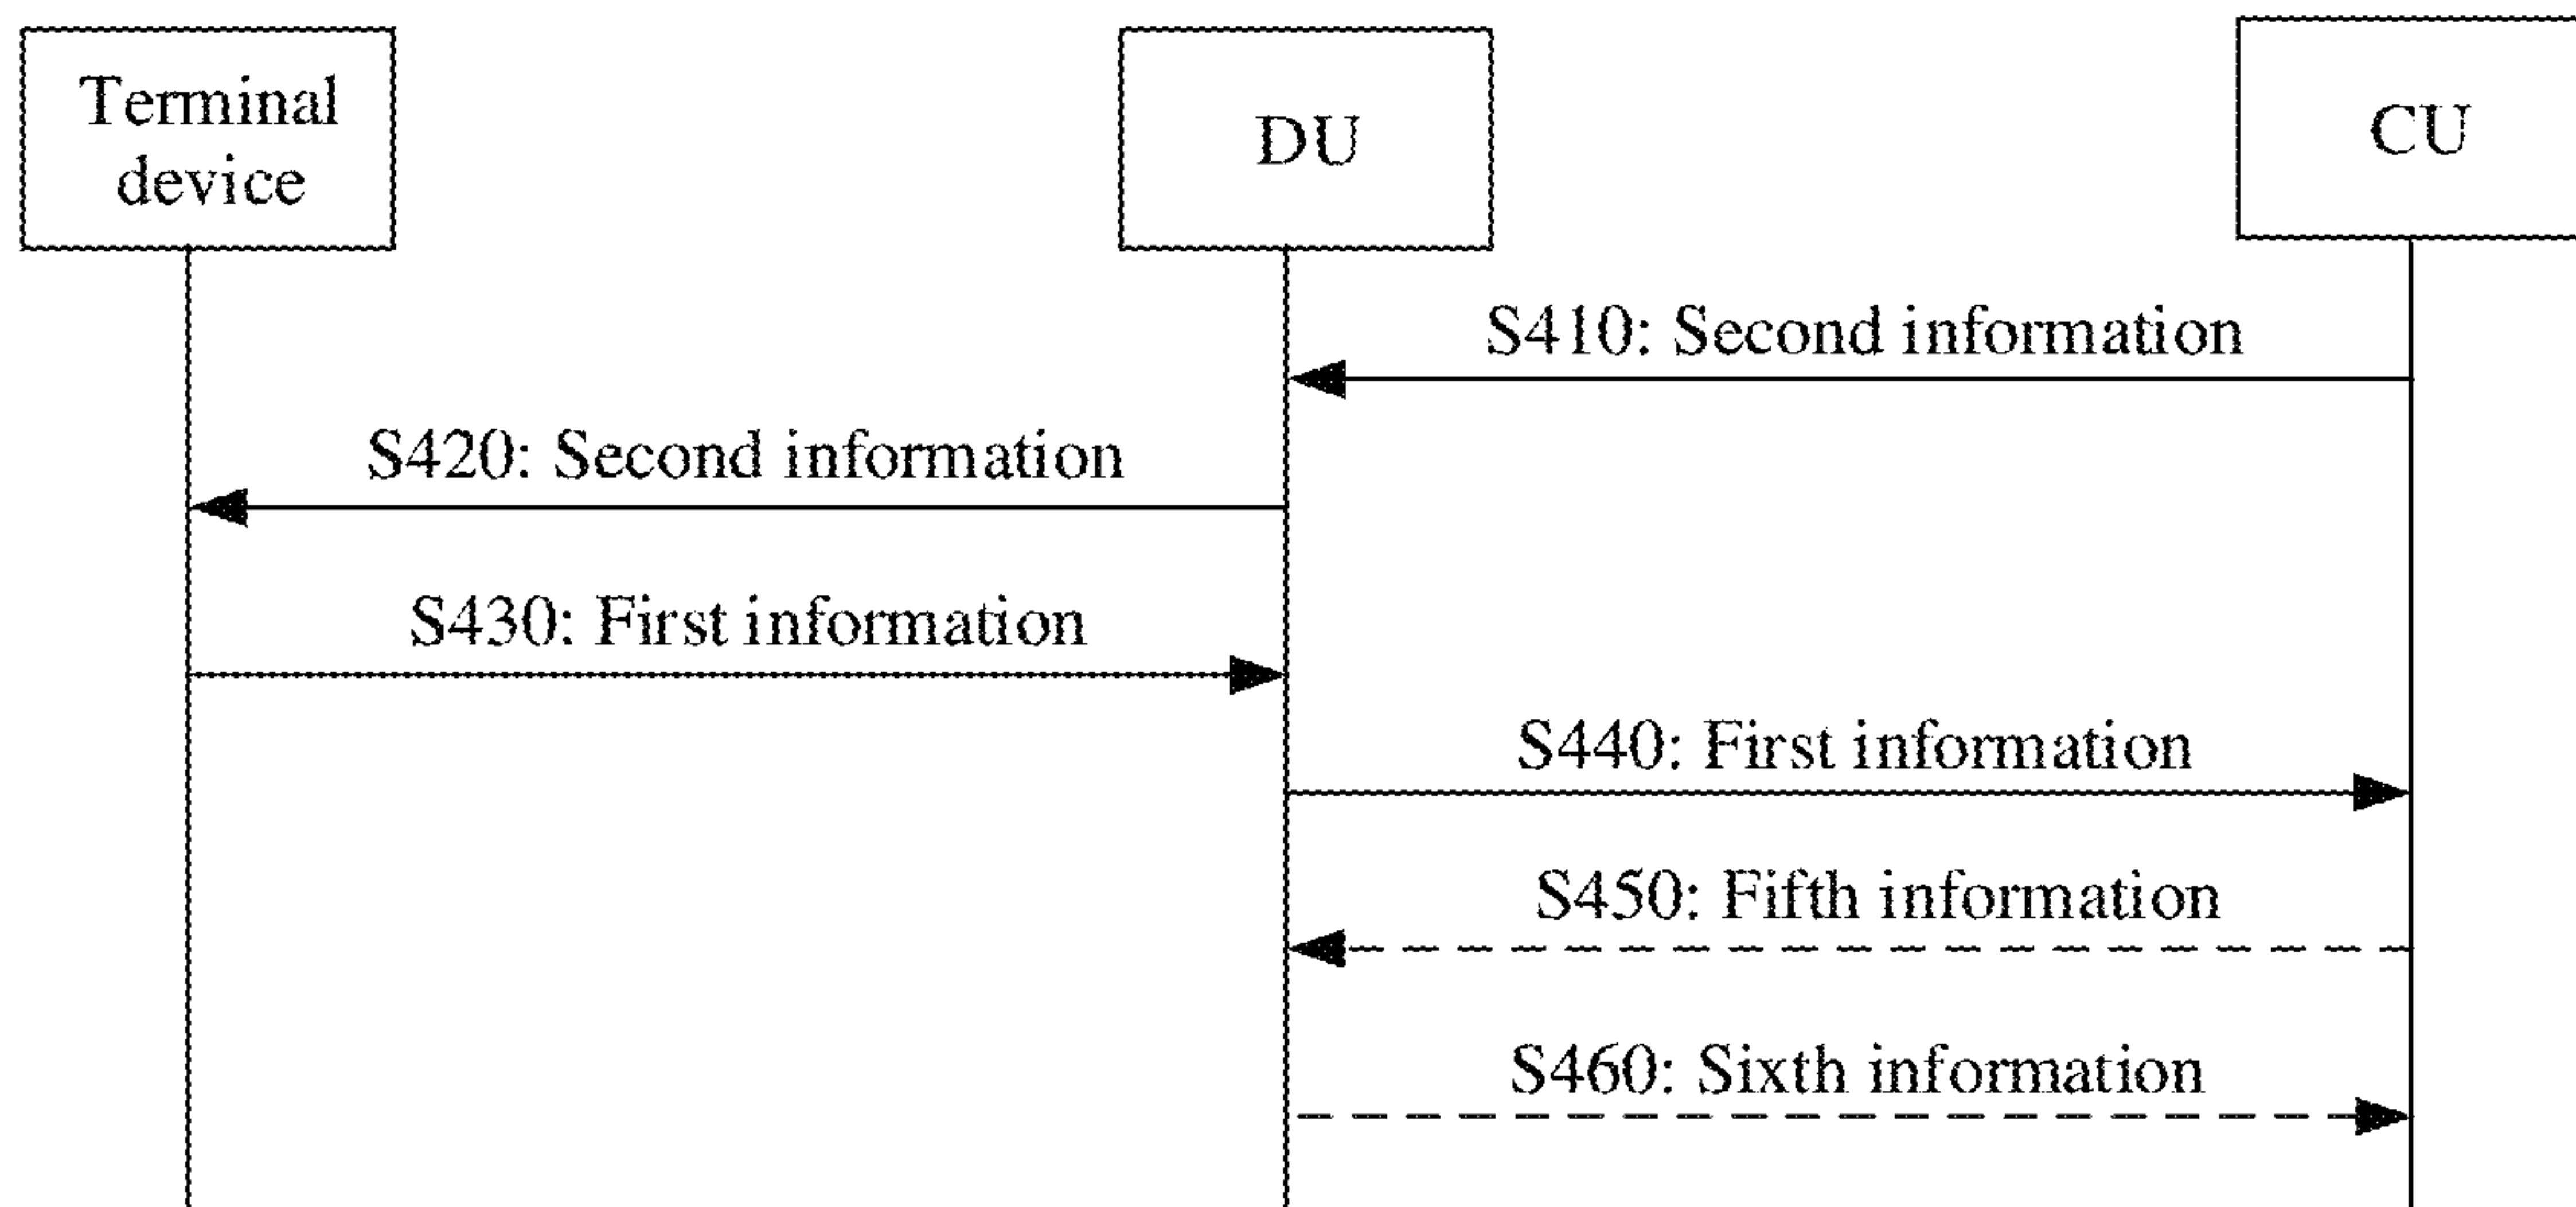 Terminal
device
DU
CU
S410: Second information
S420: Second information
S430: First information
S440: First information
S450: Fifth information
S460: Sixth information